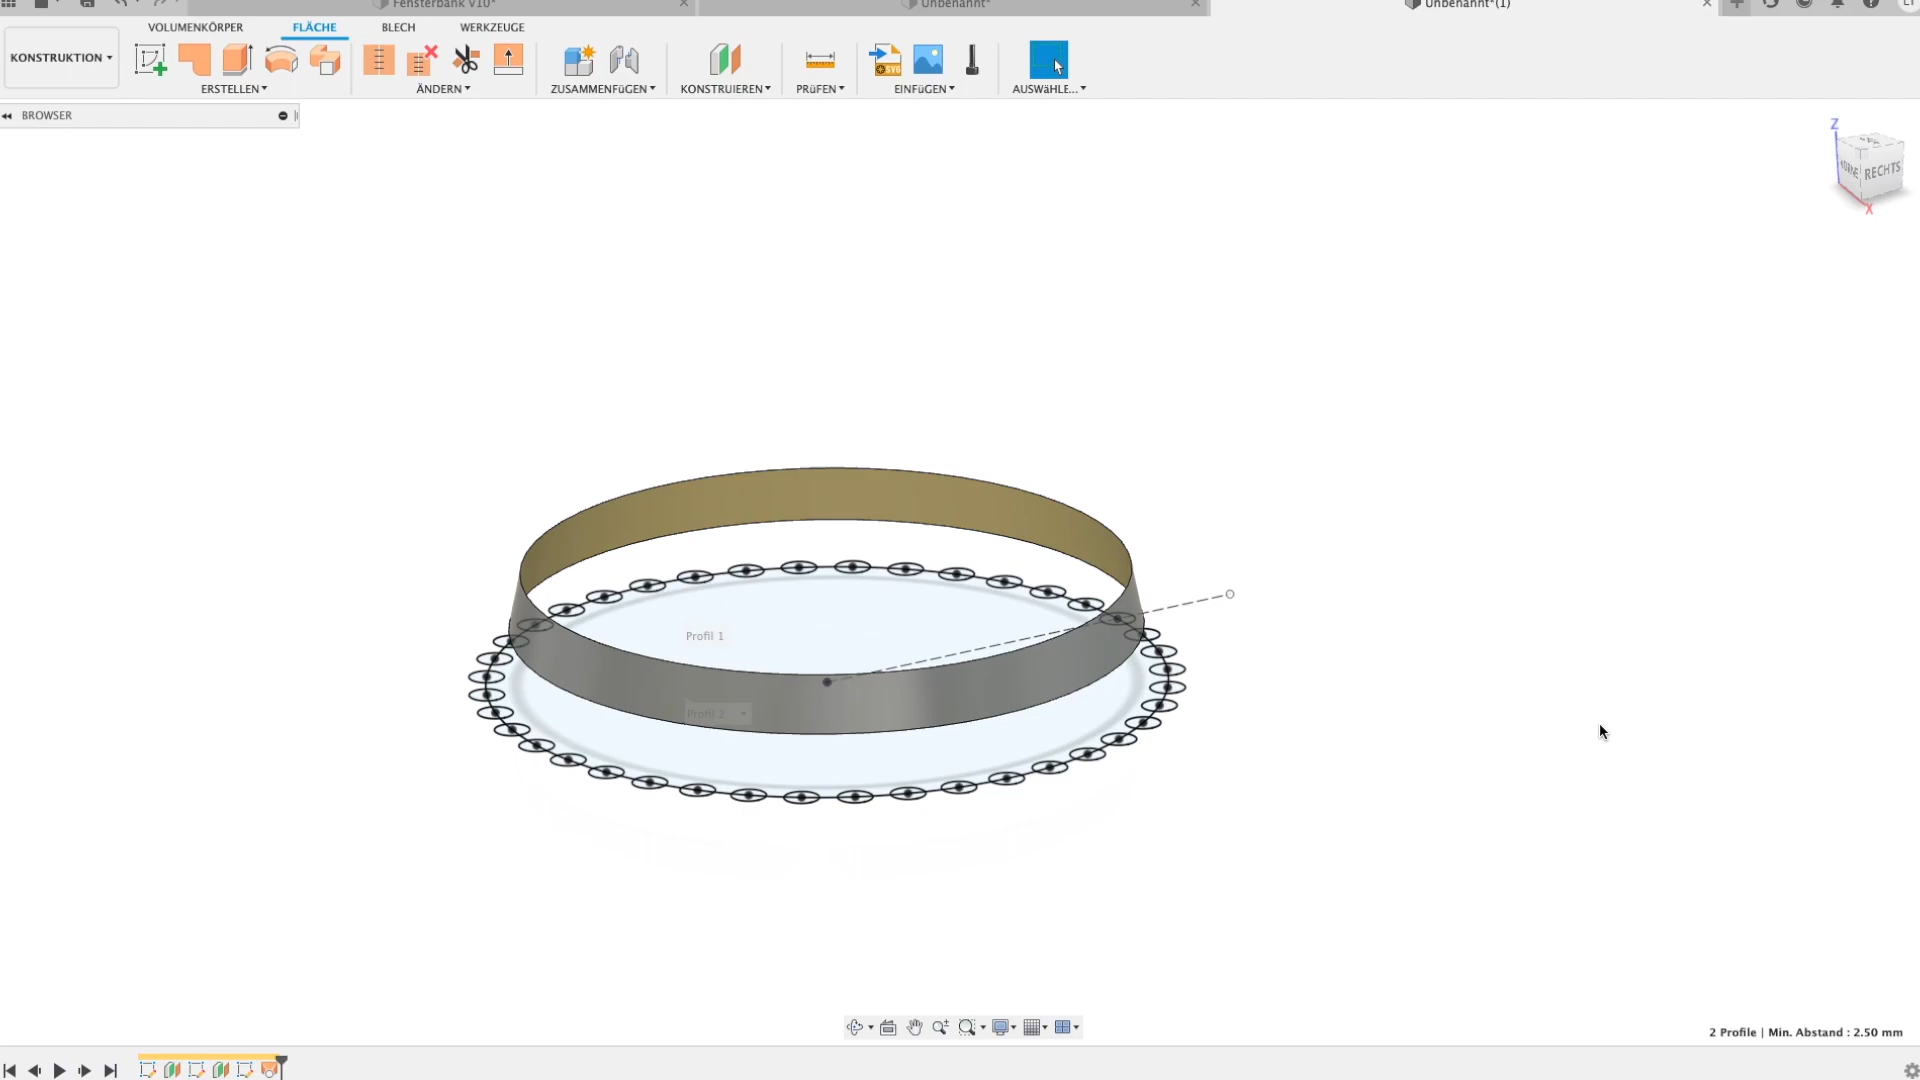 Fensterbank v10*
Unbenannt*
Unbenannt*(1)
VOLUMENKÖRPER
FLÄCHE
BLECH
WERKZEUGE
KONSTRUKTION
ERSTELLEN
ÄNDERN
ZUSAMMENFüGEN
KONSTRUIEREN
PRüFEN
EINFüGEN
AUSWäHLE...
BROWSER
Z
RECHTS
X
Profil 1
Profil 2
2 Profile | Min. Abstand : 2.50 mm